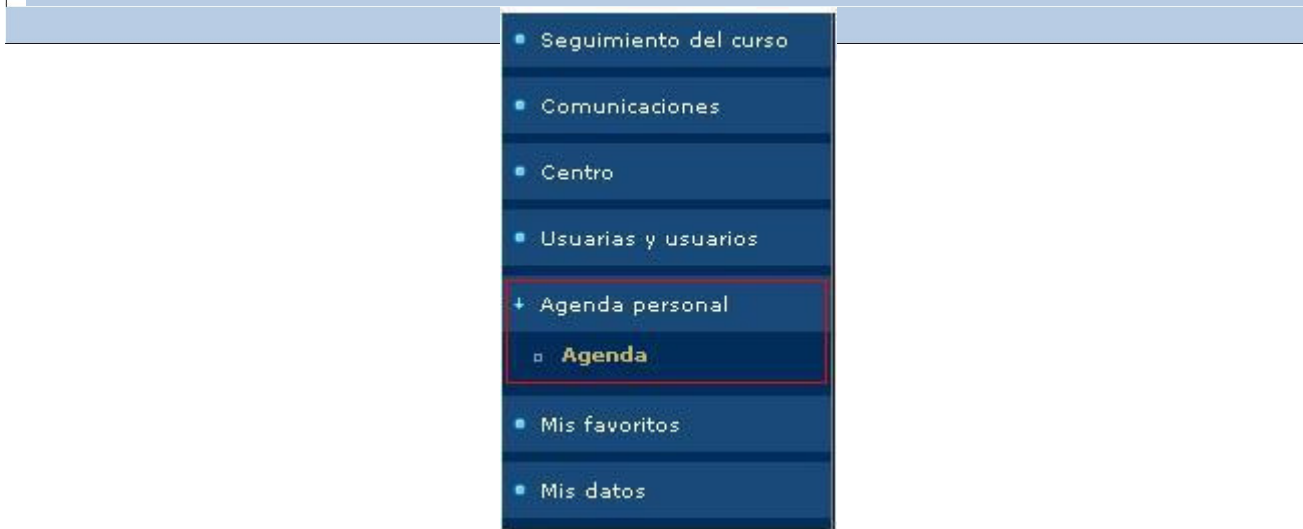 Seguimiento del curso
Comunicaciones
Centro
Usuarias y usuarios
Agenda personal
Agenda
Mis favoritos
Mis datos